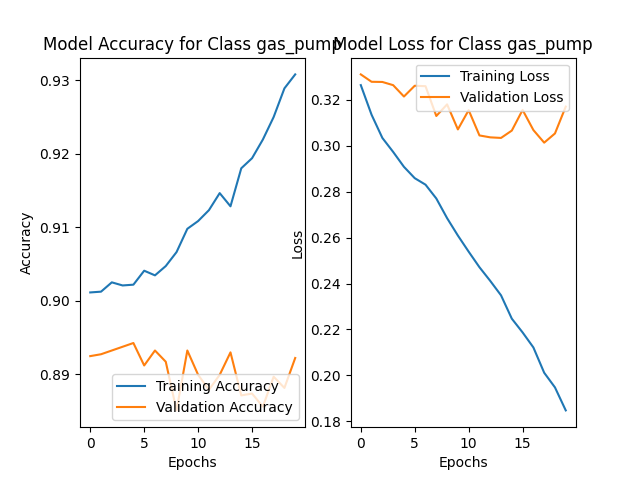 Model Accuracy for Class gas_pump
0.93
0.92
0.91
0.90
0.89
Accuracy
0
5
10
15
Epochs
Training Accuracy
Validation Accuracy
Model Loss for Class gas_pump
0.32
0.30
0.28
0.26
0.24
0.22
0.20
0.18
Loss
0
5
10
15
Epochs
Training Loss
Validation Loss